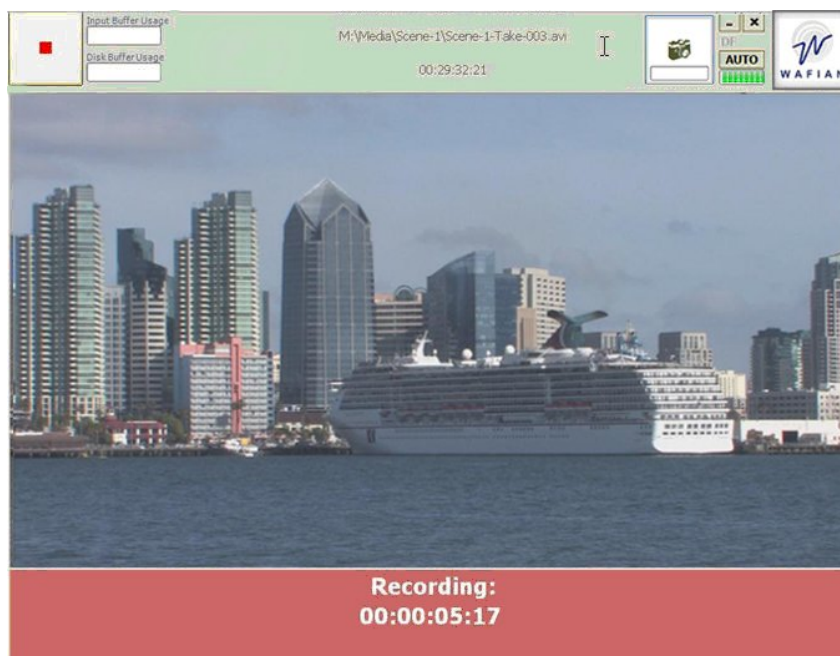 Input Buffer Usage
M:\Media\Scene-1\Scene-1-Take-003.avi
DF
Disk Buffer Usage
AUTO
00:29:32:21
WAFIAN
Recording:
00:00:05:17